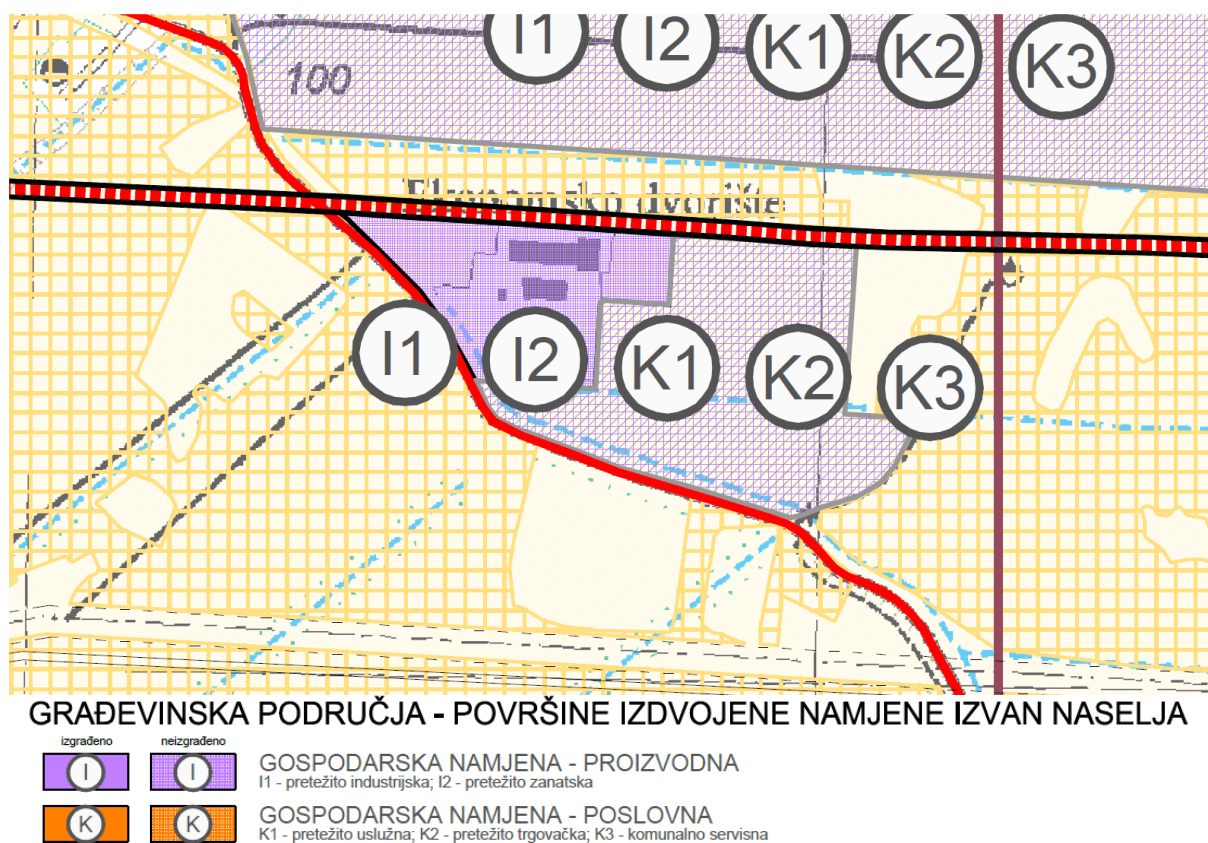 I1 I2 K1 K2 K3
100
Ekonomsko dvorište
I1 I2 K1 K2 K3
GRAĐEVINSKA PODRUČJA - POVRŠINE IZDVOJENE NAMJENE IZVAN NASELJA
izgrađeno neizgrađeno
I I GOSPODARSKA NAMJENA - PROIZVODNA
I1 - pretežito industrijska; I2 - pretežito zanatska
K K GOSPODARSKA NAMJENA - POSLOVNA
K1 - pretežito uslužna; K2 - pretežito trgovačka; K3 - komunalno servisna